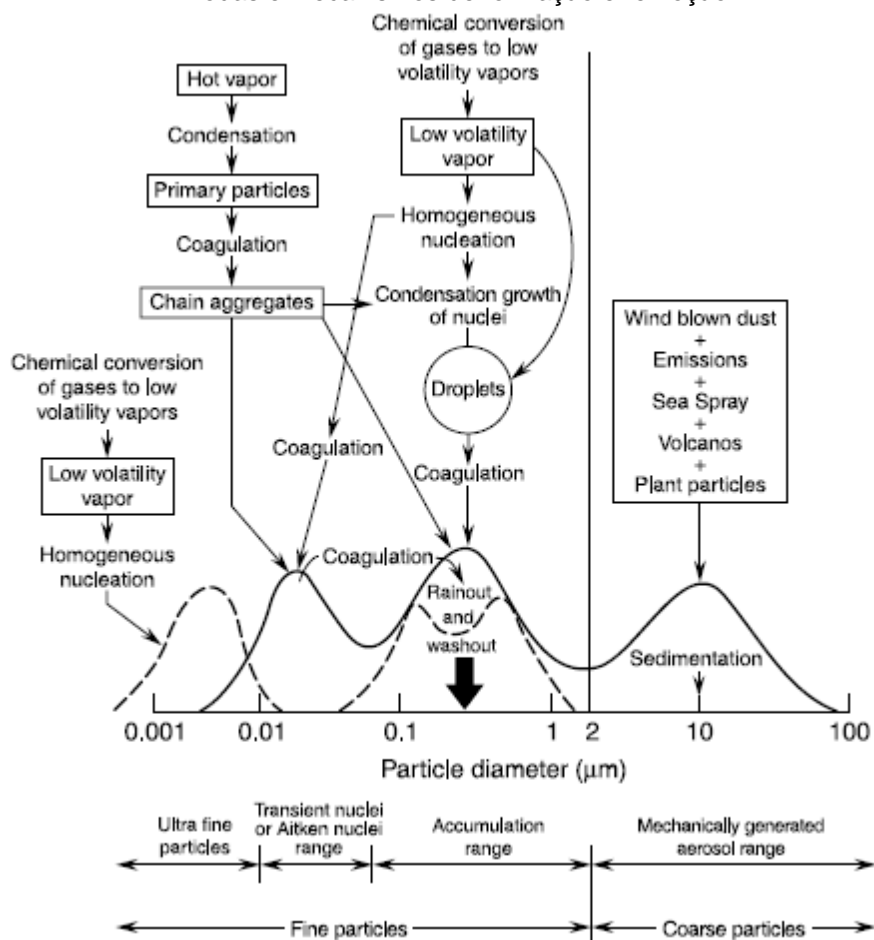 Chemical conversion
of gases to low
volatility vapors
Hot vapor
Condensation
Low volatility
vapor
Primary particles
Homogeneous
nucleation
Coagulation
Chain aggregates
Condensation growth
of nuclei
Wind blown dust
+
Emissions
+
Sea Spray
+
Volcanos
+
Plant particles
Chemical conversion
of gases to low
volatility vapors
Droplets
Coagulation
Coagulation
Low volatility
vapor
Homogeneous
nucleation
Coagulation
Rainout
and
washout
Sedimentation
0.001 0.01 0.1 1 2 10 100
Particle diameter (μm)
Ultra fine
particles
Transient nuclei
or Aitken nuclei
range
Accumulation
range
Mechanically generated
aerosol range
Fine particles
Coarse particles